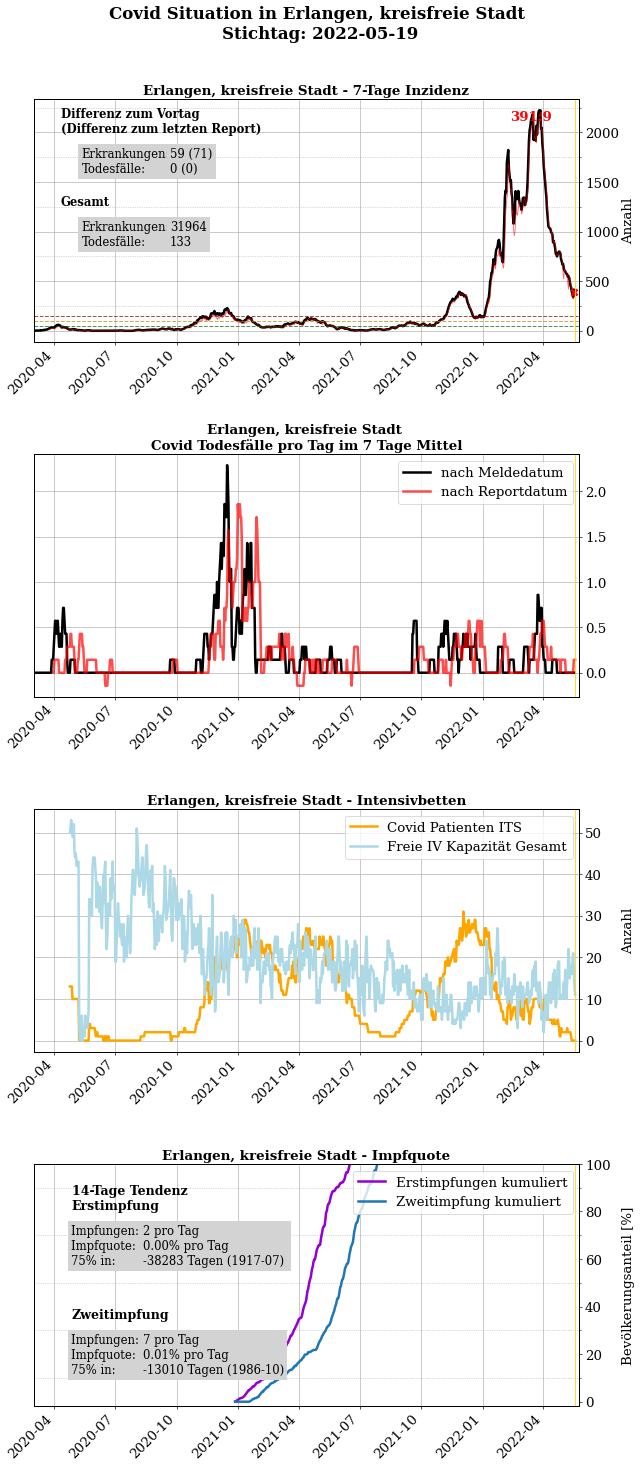 Covid Situation in Erlangen, kreisfreie Stadt
Stichtag: 2022-05-19
Erlangen, kreisfreie Stadt - 7-Tage Inzidenz
Differenz zum Vortag
(Differenz zum letzten Report)
Erkrankungen 59 (71)
Todesfälle: 0 (0)
Gesamt
Erkrankungen 31964
Todesfälle: 133
2000
1500
1000
500
0
Anzahl
2020-04 2020-07 2020-10 2021-01 2021-04 2021-07 2021-10 2022-01 2022-04
Erlangen, kreisfreie Stadt
Covid Todesfälle pro Tag im 7 Tage Mittel
nach Meldedatum
nach Reportdatum
2.0
1.5
1.0
0.5
0.0
2020-04 2020-07 2020-10 2021-01 2021-04 2021-07 2021-10 2022-01 2022-04
Erlangen, kreisfreie Stadt - Intensivbetten
Covid Patienten ITS
Freie IV Kapazität Gesamt
50
40
30
20
10
0
Anzahl
2020-04 2020-07 2020-10 2021-01 2021-04 2021-07 2021-10 2022-01 2022-04
Erlangen, kreisfreie Stadt - Impfquote
Erstimpfungen kumuliert
Zweitimpfung kumuliert
14-Tage Tendenz
Erstimpfung
Impfungen: 2 pro Tag
Impfquote: 0.00% pro Tag
75% in: -38283 Tagen (1917-07)
Zweitimpfung
Impfungen: 7 pro Tag
Impfquote: 0.01% pro Tag
75% in: -13010 Tagen (1986-10)
100
80
60
40
20
0
Bevölkerungsanteil [%]
2020-04 2020-07 2020-10 2021-01 2021-04 2021-07 2021-10 2022-01 2022-04